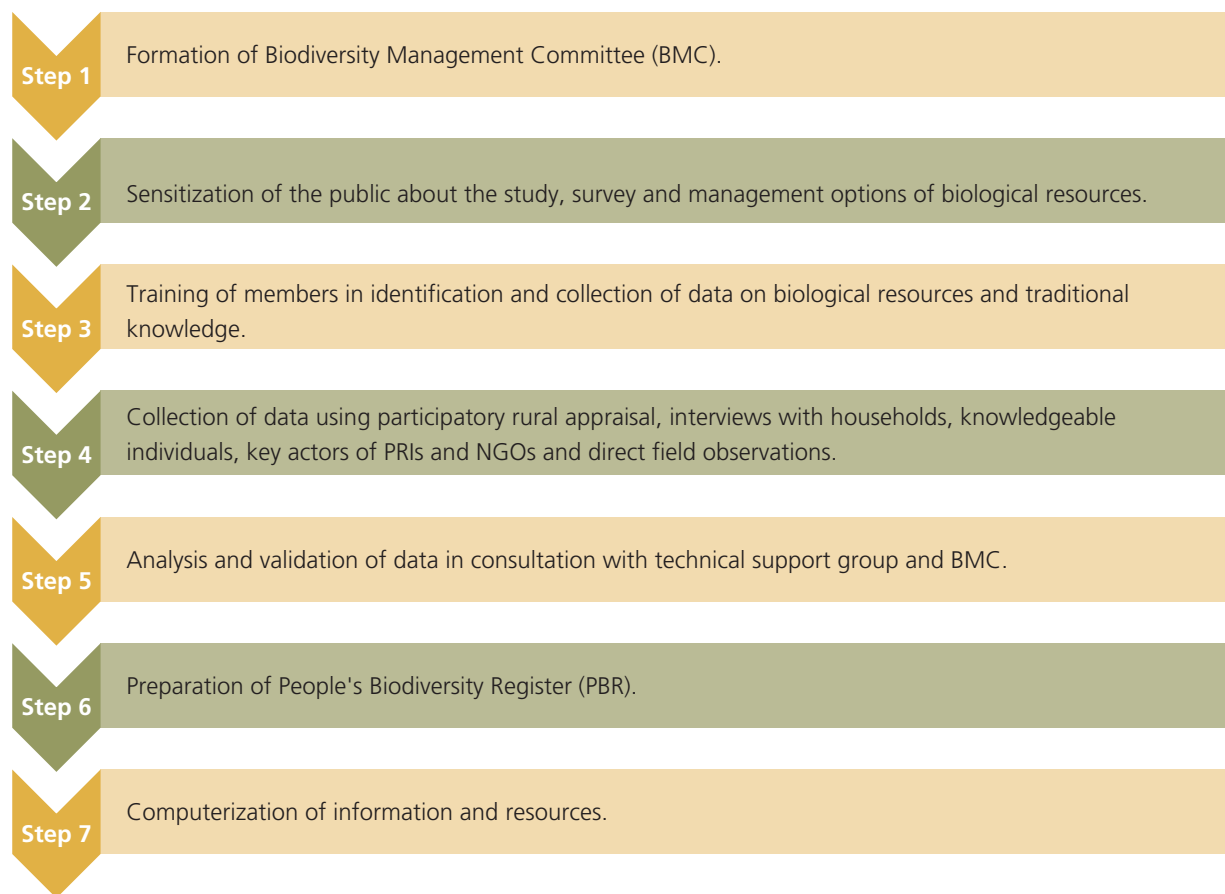 Step 1
Formation of Biodiversity Management Committee (BMC).
Step 2
Sensitization of the public about the study, survey and management options of biological resources.
Step 3
Training of members in identification and collection of data on biological resources and traditional
knowledge.
Step 4
Collection of data using participatory rural appraisal, interviews with households, knowledgeable
individuals, key actors of PRIs and NGOs and direct field observations.
Step 5
Analysis and validation of data in consultation with technical support group and BMC.
Step 6
Preparation of People's Biodiversity Register (PBR).
Step 7
Computerization of information and resources.